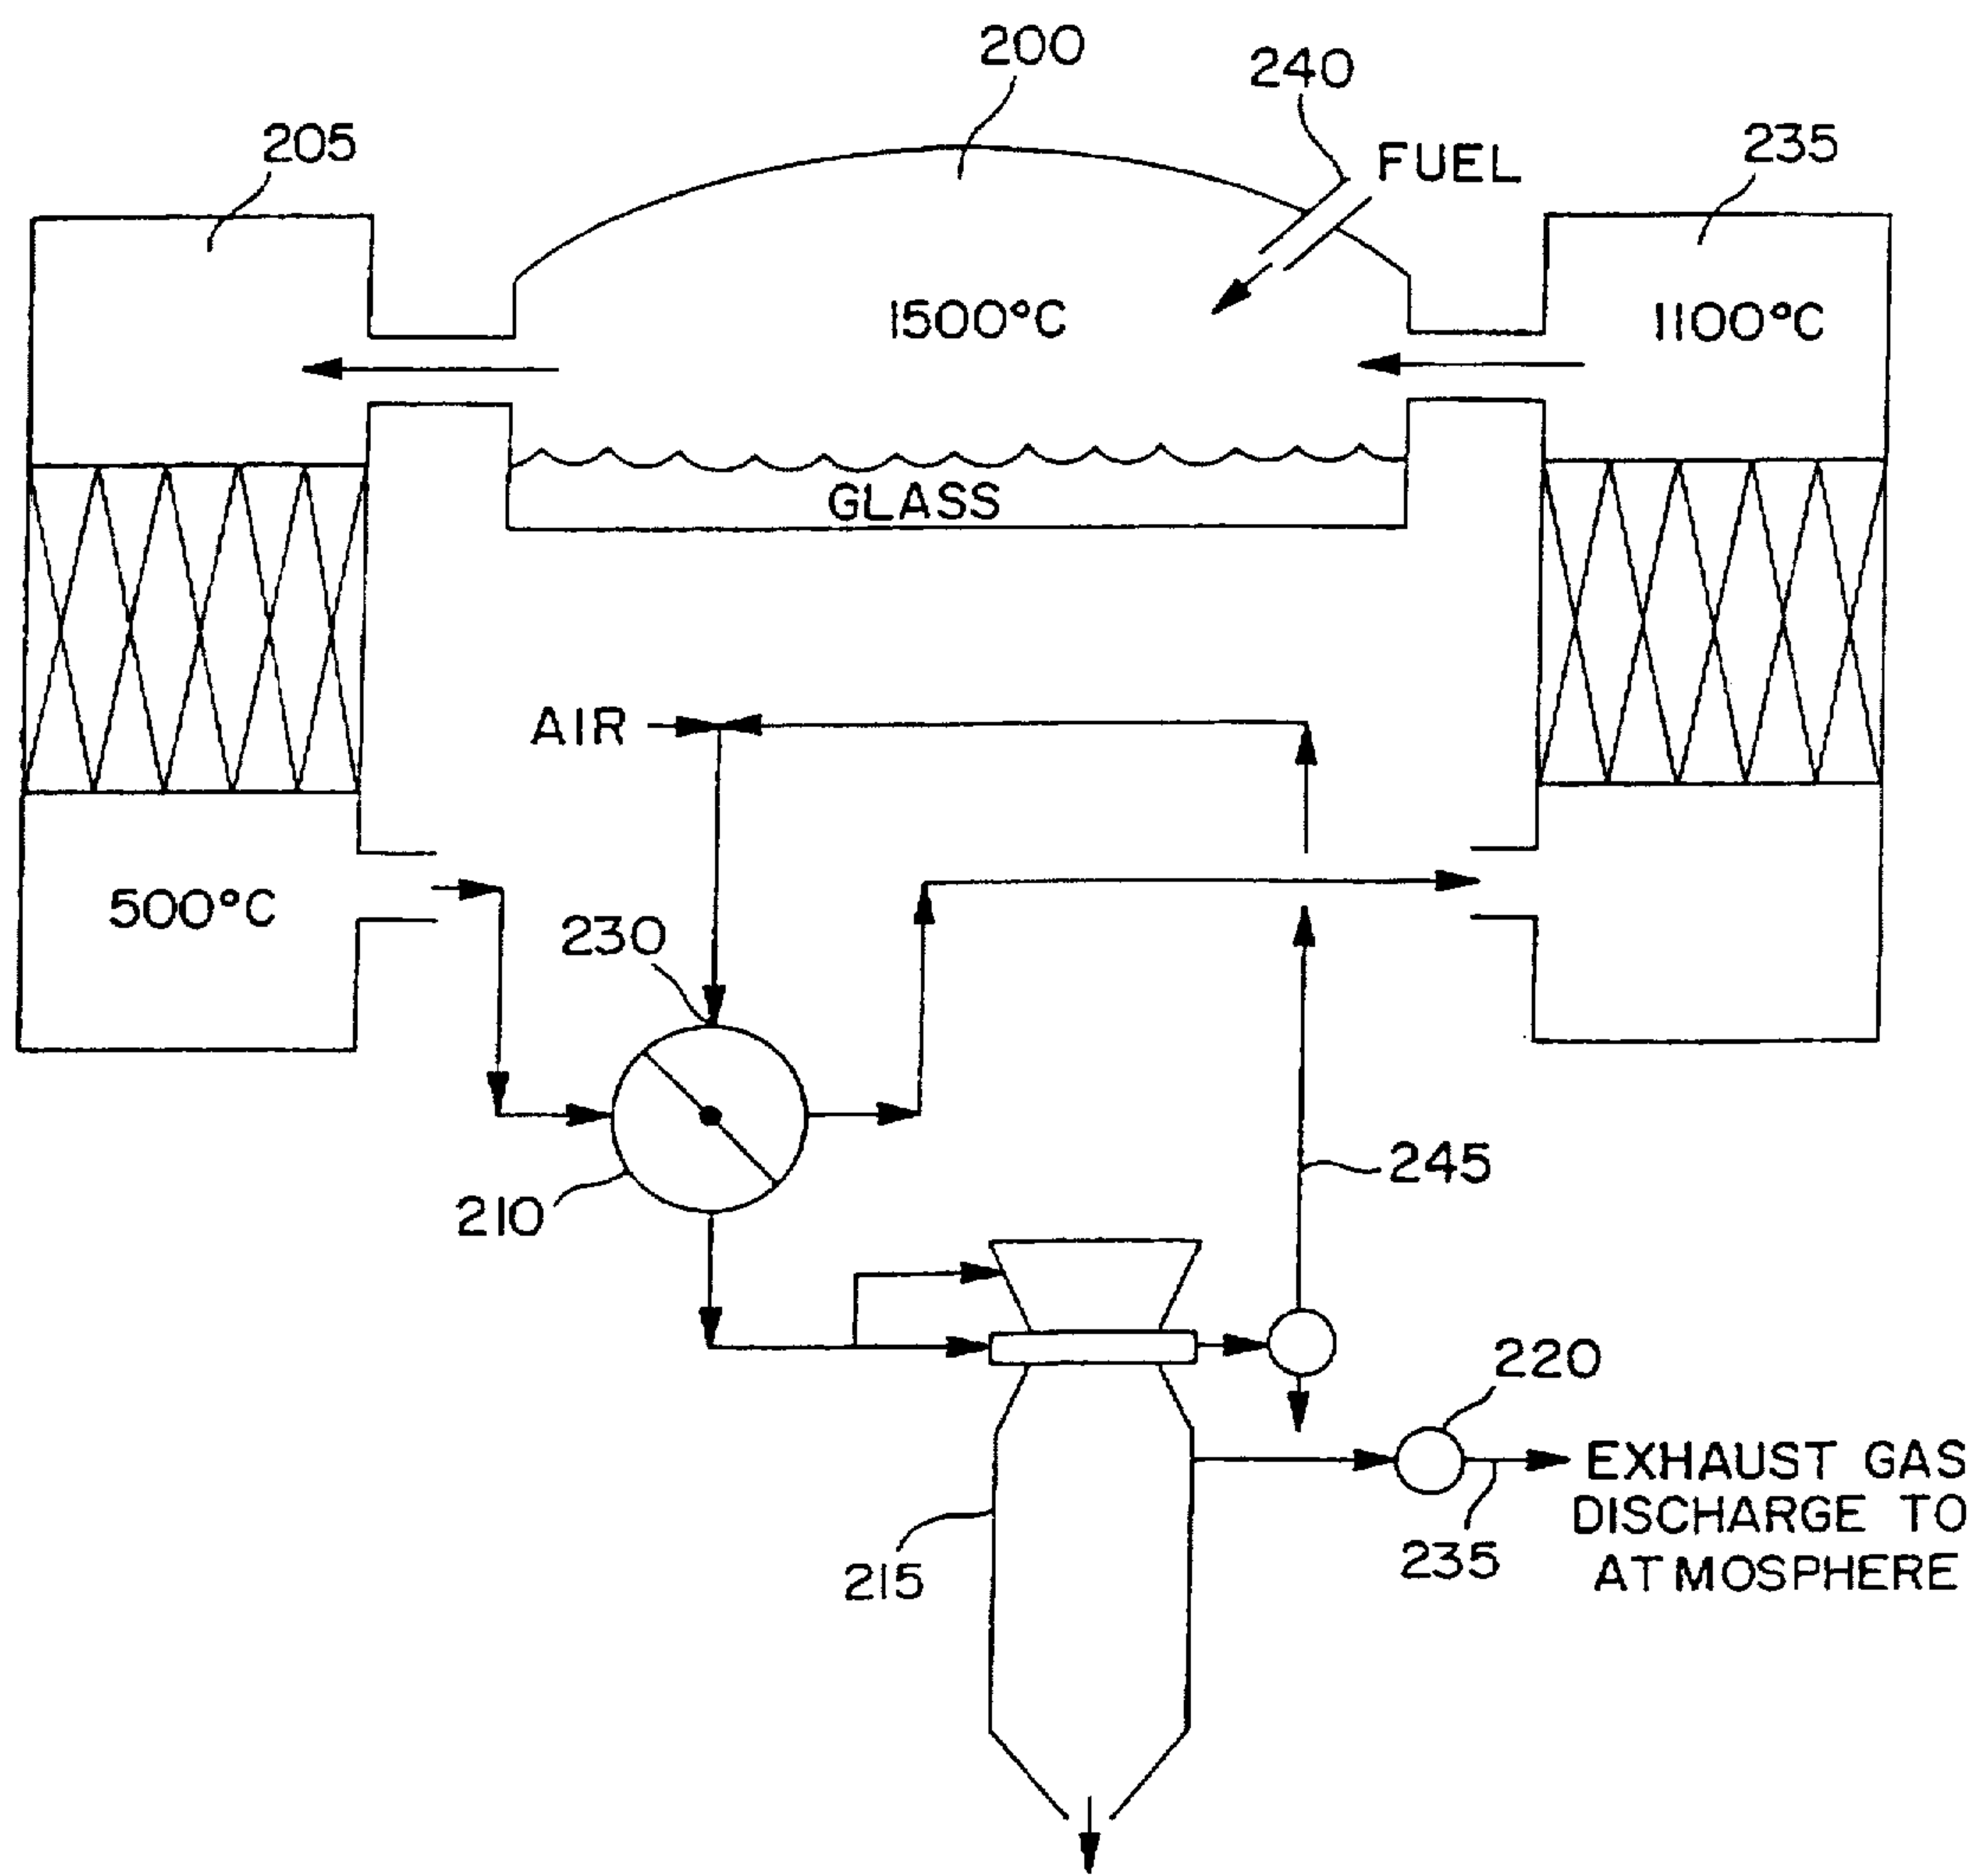 200
240
205
FUEL
235
1500°C
1100°C
GLASS
AIR
500°C
230
245
210
220
EXHAUST GAS
DISCHARGE TO
235
215
ATMOSPHERE